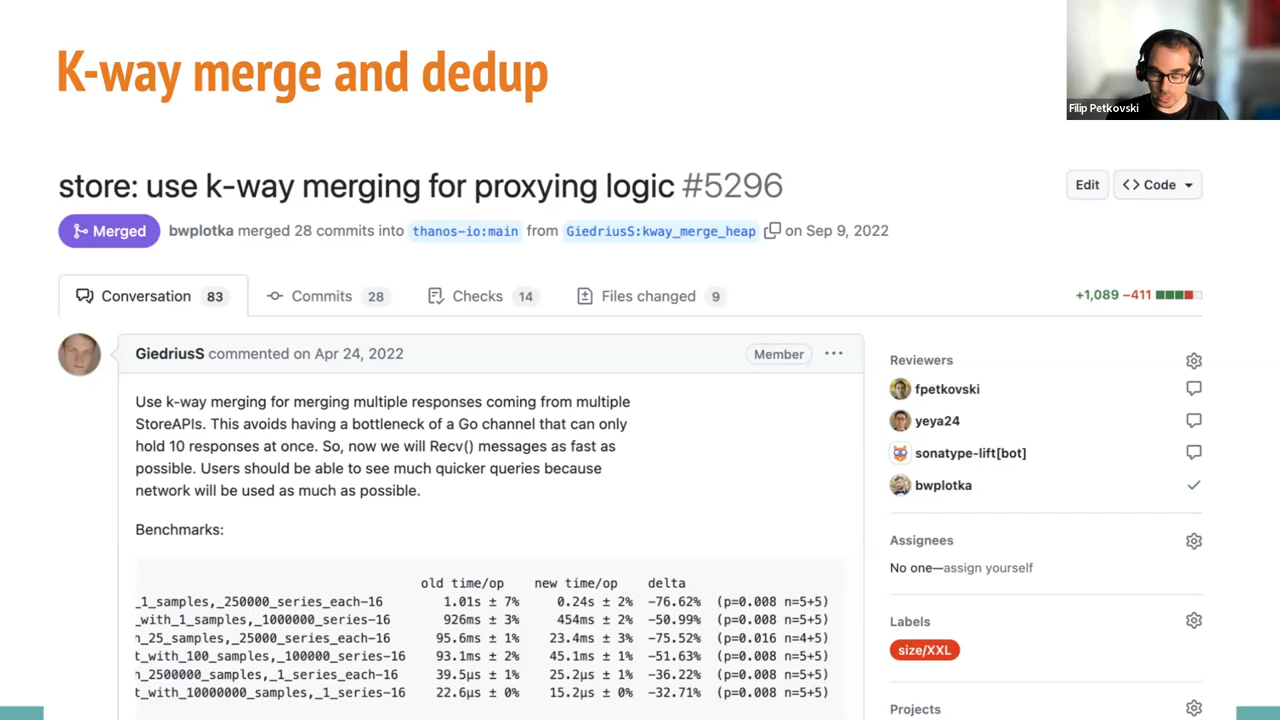 K-way merge and dedup
Filip Petkovski
store: use k-way merging for proxying logic #5296
Edit
<> Code
Merged
bwplotka merged 28 commits into thanos-io:main from GiedriusS:kway_merge_heap on Sep 9, 2022
Conversation 83
Commits 28
Checks 14
Files changed 9
+1,089 −411
GiedriusS commented on Apr 24, 2022
Member
Use k-way merging for merging multiple responses coming from multiple
StoreAPIs. This avoids having a bottleneck of a Go channel that can only
hold 10 responses at once. So, now we will Recv() messages as fast as
possible. Users should be able to see much quicker queries because
network will be used as much as possible.
Benchmarks:
old time/op new time/op delta
_1_samples,_250000_series_each-16 1.01s ± 7% 0.24s ± 2% -76.62% (p=0.008 n=5+5)
_with_1_samples,_1000000_series-16 926ms ± 3% 454ms ± 2% -50.99% (p=0.008 n=5+5)
_25_samples,_25000_series_each-16 95.6ms ± 1% 23.4ms ± 3% -75.52% (p=0.016 n=4+5)
t_with_100_samples,_100000_series-16 93.1ms ± 2% 45.1ms ± 1% -51.63% (p=0.008 n=5+5)
_with_2500000_samples,_1_series_each-16 39.5µs ± 1% 25.2µs ± 1% -36.22% (p=0.008 n=5+5)
t_with_10000000_samples,_1_series-16 22.6µs ± 0% 15.2µs ± 0% -32.71% (p=0.008 n=5+5)
Reviewers
fpetkovski
yeya24
sonatype-lift[bot]
bwplotka
Assignees
No one—assign yourself
Labels
size/XXL
Projects